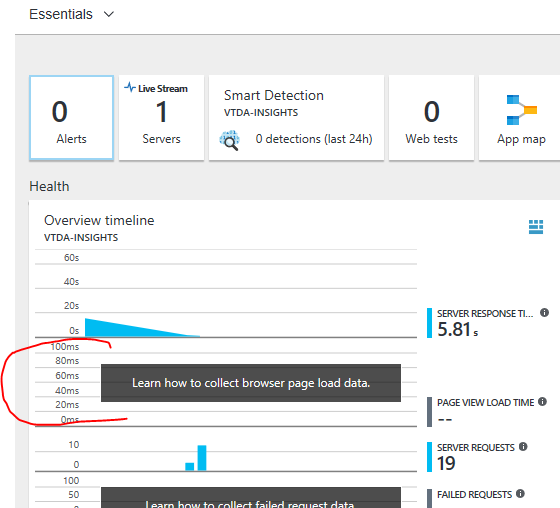 Essentials
0
Alerts
Live Stream
1
Servers
Smart Detection
VTDA-INSIGHTS
0 detections (last 24h)
0
Web tests
App map
Health
Overview timeline
VTDA-INSIGHTS
60s
40s
20s
0s
SERVER RESPONSE TI...
5.81 s
100ms
80ms
60ms
40ms
20ms
0ms
Learn how to collect browser page load data.
PAGE VIEW LOAD TIME
--
10
0
SERVER REQUESTS
19
100
50
Learn how to collect failed request data.
FAILED REQUESTS